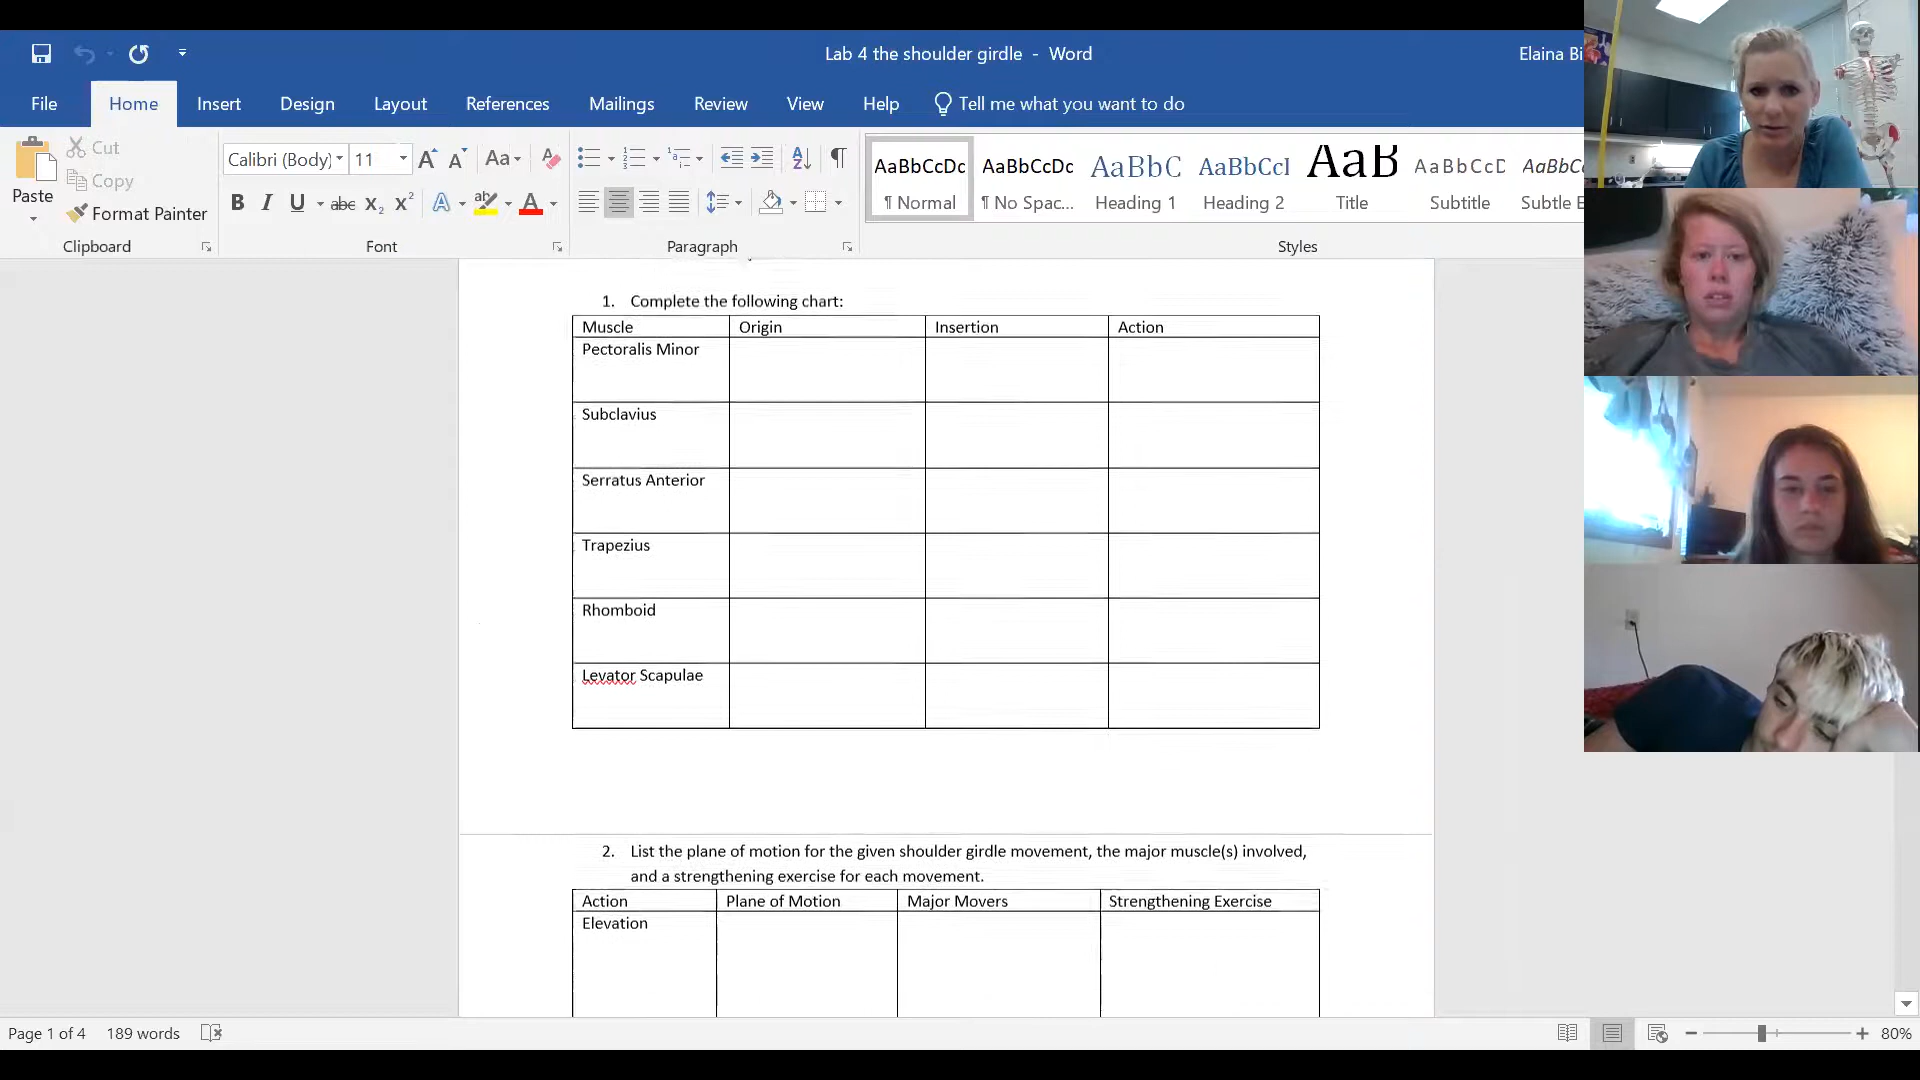 Lab 4 the shoulder girdle - Word
Elaina Bi
File Home Insert Design Layout References Mailings Review View Help Tell me what you want to do
Paste
Cut
Copy
Format Painter
Clipboard
Calibri (Body) 11
Font
Paragraph
AaBbCcDc AaBbCcDc AaBbC AaBbCcI AaB AaBbCcD AaBbC
¶ Normal ¶ No Spac... Heading 1 Heading 2 Title Subtitle Subtle E
Styles
1. Complete the following chart:
Muscle Origin Insertion Action
Pectoralis Minor
Subclavius
Serratus Anterior
Trapezius
Rhomboid
Levator Scapulae
2. List the plane of motion for the given shoulder girdle movement, the major muscle(s) involved,
and a strengthening exercise for each movement.
Action Plane of Motion Major Movers Strengthening Exercise
Elevation
Page 1 of 4 189 words
80%